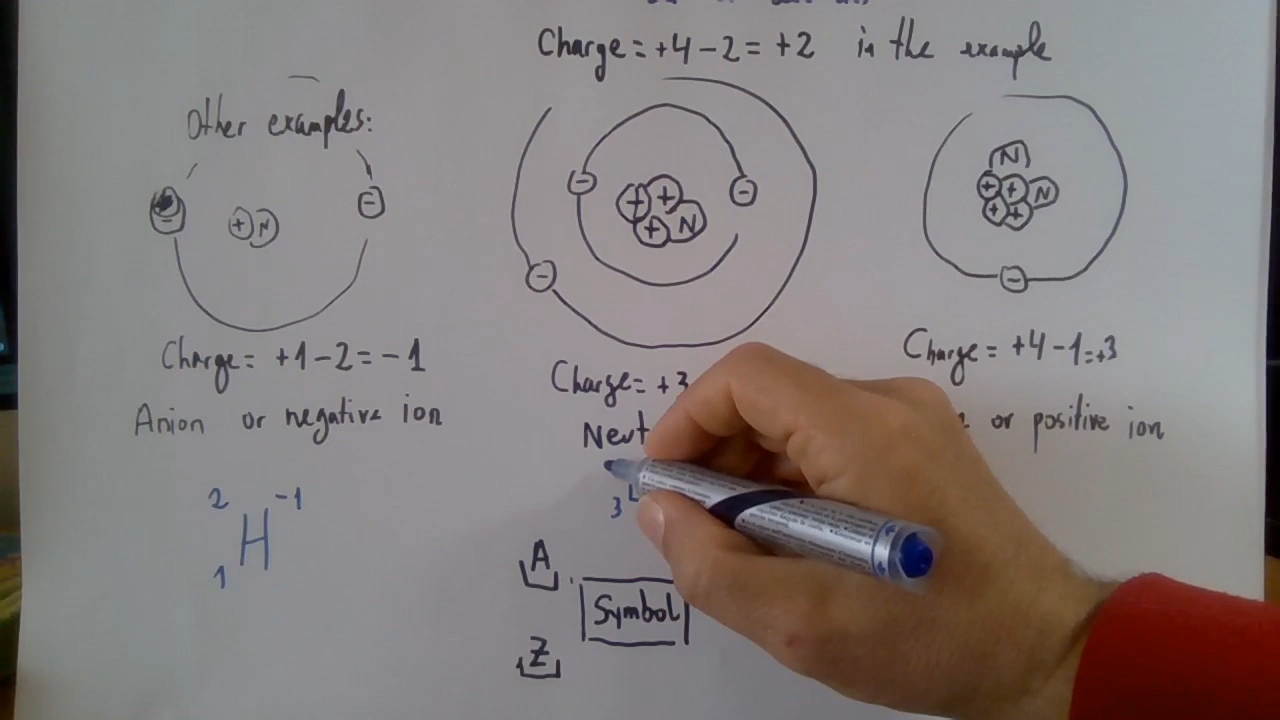 Charge = +4 - 2 = +2 in the example
Other examples:
+ N
-
-
-
-
-
+ + + N
N
+ + N
+ +
-
Charge = +1 - 2 = -1
Anion or negative ion
Charge = +3
Charge = +4 - 1 = +3
or positive ion
2 H -1
1
3
A
Symbol
Z